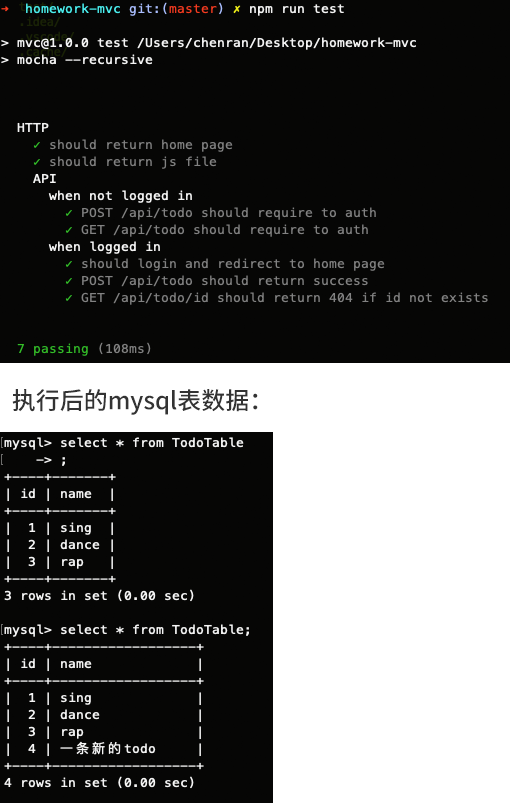 ➜  homework-mvc git:(master) ✗ npm run test
.idea/
.vscode/
.cache/
> mvc@1.0.0 test /Users/chenran/Desktop/homework-mvc
> mocha --recursive
HTTP
✓ should return home page
✓ should return js file
API
when not logged in
✓ POST /api/todo should require to auth
✓ GET /api/todo should require to auth
when logged in
✓ should login and redirect to home page
✓ POST /api/todo should return success
✓ GET /api/todo/id should return 404 if id not exists
7 passing (108ms)
执行后的mysql表数据：
[mysql> select * from TodoTable
[    -> ;
+----+-------+
| id | name  |
+----+-------+
|  1 | sing  |
|  2 | dance |
|  3 | rap   |
+----+-------+
3 rows in set (0.00 sec)
[mysql> select * from TodoTable;
+----+------------------+
| id | name             |
+----+------------------+
|  1 | sing             |
|  2 | dance            |
|  3 | rap              |
|  4 | 一条新的todo     |
+----+------------------+
4 rows in set (0.00 sec)